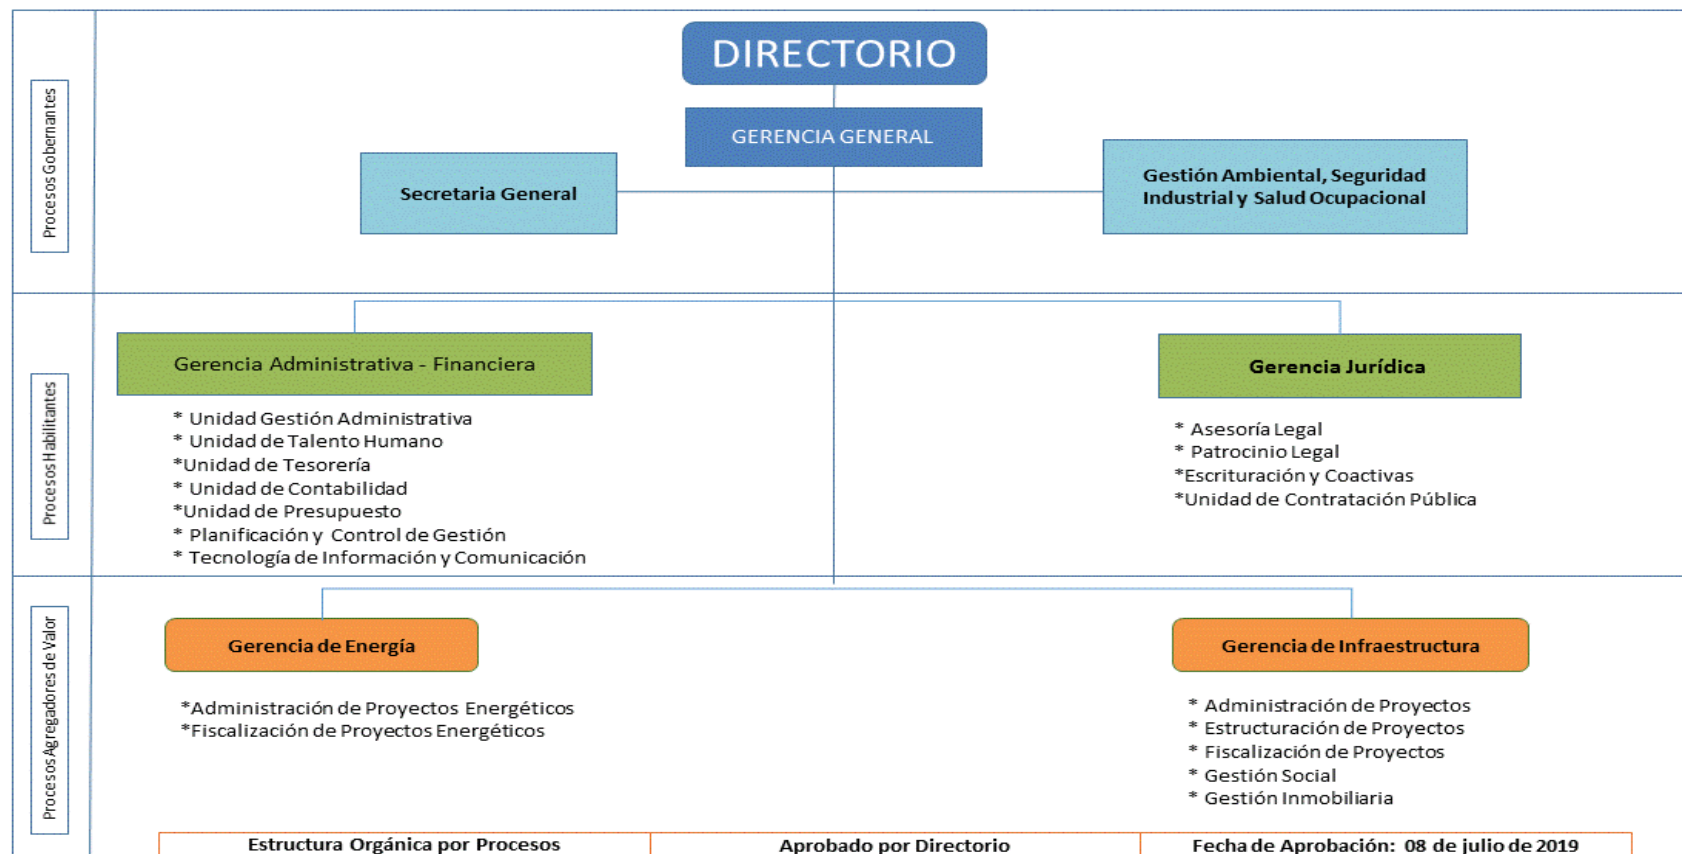 DIRECTORIO
GERENCIA GENERAL
Secretaria General
Gestión Ambiental, Seguridad
Industrial y Salud Ocupacional
Procesos Gobernantes
Gerencia Administrativa - Financiera
* Unidad Gestión Administrativa
* Unidad de Talento Humano
*Unidad de Tesorería
* Unidad de Contabilidad
*Unidad de Presupuesto
* Planificación y Control de Gestión
* Tecnología de Información y Comunicación
Gerencia Jurídica
* Asesoría Legal
* Patrocinio Legal
*Escrituración y Coactivas
*Unidad de Contratación Pública
Procesos Habilitantes
Gerencia de Energía
*Administración de Proyectos Energéticos
*Fiscalización de Proyectos Energéticos
Gerencia de Infraestructura
* Administración de Proyectos
* Estructuración de Proyectos
* Fiscalización de Proyectos
* Gestión Social
* Gestión Inmobiliaria
Procesos Agregadores de Valor
Estructura Orgánica por Procesos
Aprobado por Directorio
Fecha de Aprobación: 08 de julio de 2019